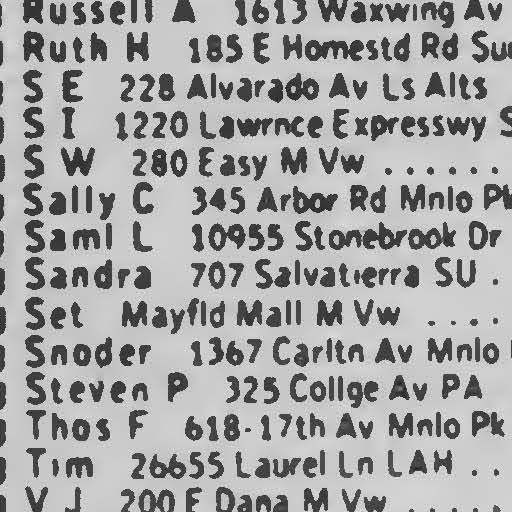 Russell A 1613 Waxwing Av
Ruth H 185 E Homestd Rd
S E 228 Alvarado Av Ls Alts
S I 1220 Lawrnce Expresswy
S W 280 Easy M Vw ......
Sally C 345 Arbor Rd Mnlo Pk
Saml L 10955 Stonebrook Dr
Sandra 707 Salvatierra SU .
Set Mayfld Mall M Vw ....
Snoder 1367 Carltn Av Mnlo
Steven P 325 Collge Av PA
Thos F 618-17th Av Mnlo Pk
Tim 26655 Laurel Ln LAH ..
V J 200 E Dana M Vw .....